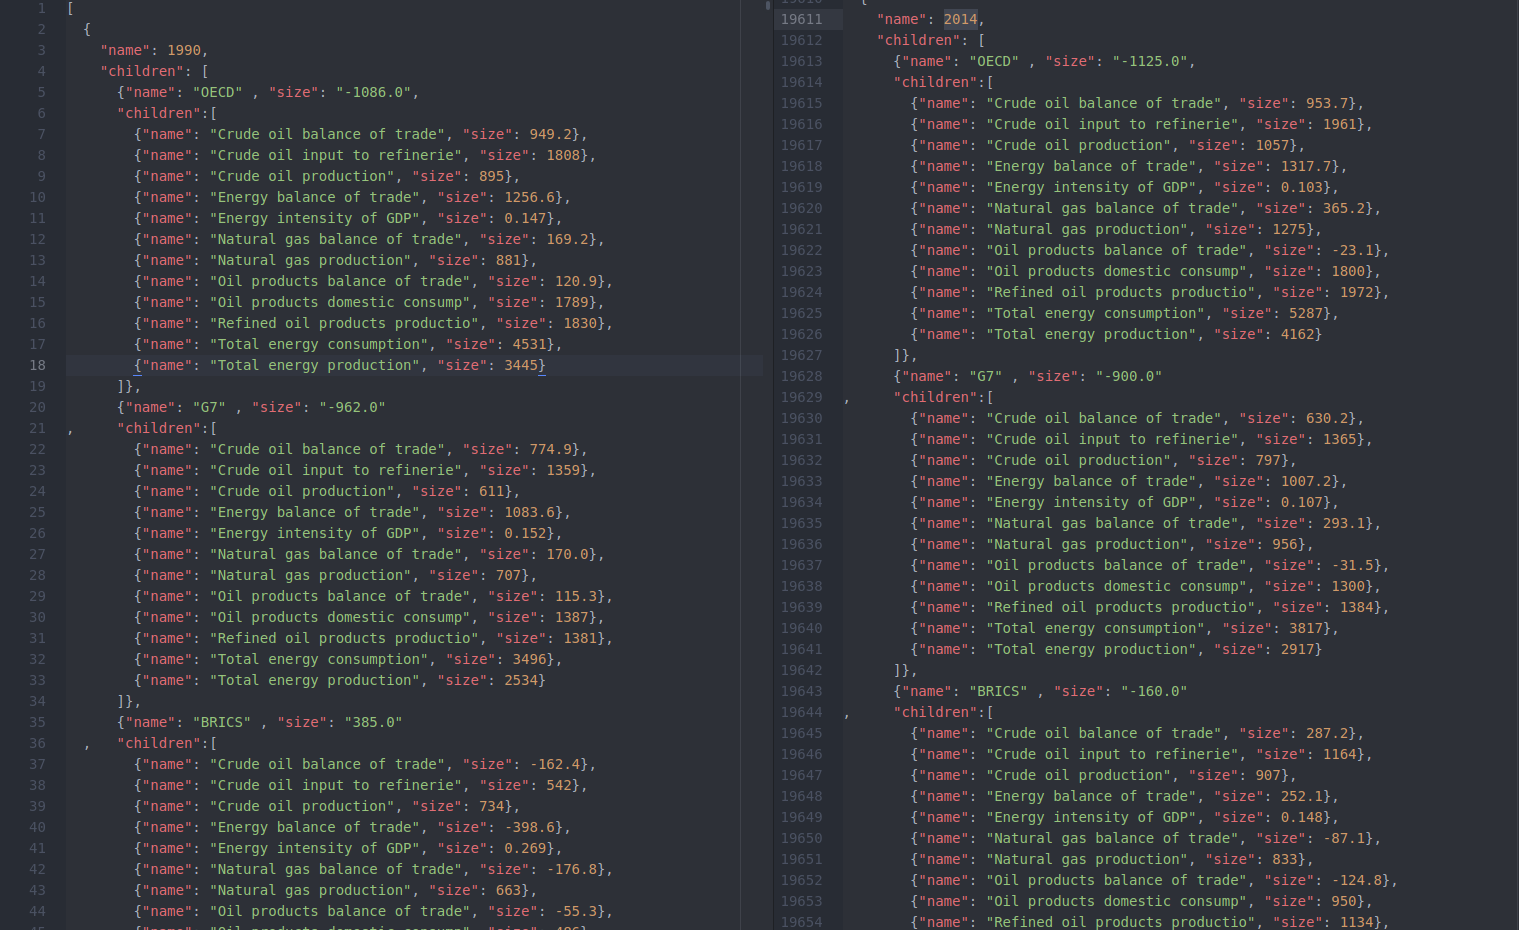 1 [
2 {
3 "name": 1990,
4 "children": [
5 {"name": "OECD" , "size": "-1086.0",
6 "children":[
7 {"name": "Crude oil balance of trade", "size": 949.2},
8 {"name": "Crude oil input to refinerie", "size": 1808},
9 {"name": "Crude oil production", "size": 895},
10 {"name": "Energy balance of trade", "size": 1256.6},
11 {"name": "Energy intensity of GDP", "size": 0.147},
12 {"name": "Natural gas balance of trade", "size": 169.2},
13 {"name": "Natural gas production", "size": 881},
14 {"name": "Oil products balance of trade", "size": 120.9},
15 {"name": "Oil products domestic consump", "size": 1789},
16 {"name": "Refined oil products productio", "size": 1830},
17 {"name": "Total energy consumption", "size": 4531},
18 {"name": "Total energy production", "size": 3445}
19 ]},
20 {"name": "G7" , "size": "-962.0"
21 , "children":[
22 {"name": "Crude oil balance of trade", "size": 774.9},
23 {"name": "Crude oil input to refinerie", "size": 1359},
24 {"name": "Crude oil production", "size": 611},
25 {"name": "Energy balance of trade", "size": 1083.6},
26 {"name": "Energy intensity of GDP", "size": 0.152},
27 {"name": "Natural gas balance of trade", "size": 170.0},
28 {"name": "Natural gas production", "size": 707},
29 {"name": "Oil products balance of trade", "size": 115.3},
30 {"name": "Oil products domestic consump", "size": 1387},
31 {"name": "Refined oil products productio", "size": 1381},
32 {"name": "Total energy consumption", "size": 3496},
33 {"name": "Total energy production", "size": 2534}
34 ]},
35 {"name": "BRICS" , "size": "385.0"
36 , "children":[
37 {"name": "Crude oil balance of trade", "size": -162.4},
38 {"name": "Crude oil input to refinerie", "size": 542},
39 {"name": "Crude oil production", "size": 734},
40 {"name": "Energy balance of trade", "size": -398.6},
41 {"name": "Energy intensity of GDP", "size": 0.269},
42 {"name": "Natural gas balance of trade", "size": -176.8},
43 {"name": "Natural gas production", "size": 663},
44 {"name": "Oil products balance of trade", "size": -55.3},
19611 "name": 2014,
19612 "children": [
19613 {"name": "OECD" , "size": "-1125.0",
19614 "children":[
19615 {"name": "Crude oil balance of trade", "size": 953.7},
19616 {"name": "Crude oil input to refinerie", "size": 1961},
19617 {"name": "Crude oil production", "size": 1057},
19618 {"name": "Energy balance of trade", "size": 1317.7},
19619 {"name": "Energy intensity of GDP", "size": 0.103},
19620 {"name": "Natural gas balance of trade", "size": 365.2},
19621 {"name": "Natural gas production", "size": 1275},
19622 {"name": "Oil products balance of trade", "size": -23.1},
19623 {"name": "Oil products domestic consump", "size": 1800},
19624 {"name": "Refined oil products productio", "size": 1972},
19625 {"name": "Total energy consumption", "size": 5287},
19626 {"name": "Total energy production", "size": 4162}
19627 ]},
19628 {"name": "G7" , "size": "-900.0"
19629 , "children":[
19630 {"name": "Crude oil balance of trade", "size": 630.2},
19631 {"name": "Crude oil input to refinerie", "size": 1365},
19632 {"name": "Crude oil production", "size": 797},
19633 {"name": "Energy balance of trade", "size": 1007.2},
19634 {"name": "Energy intensity of GDP", "size": 0.107},
19635 {"name": "Natural gas balance of trade", "size": 293.1},
19636 {"name": "Natural gas production", "size": 956},
19637 {"name": "Oil products balance of trade", "size": -31.5},
19638 {"name": "Oil products domestic consump", "size": 1300},
19639 {"name": "Refined oil products productio", "size": 1384},
19640 {"name": "Total energy consumption", "size": 3817},
19641 {"name": "Total energy production", "size": 2917}
19642 ]},
19643 {"name": "BRICS" , "size": "-160.0"
19644 , "children":[
19645 {"name": "Crude oil balance of trade", "size": 287.2},
19646 {"name": "Crude oil input to refinerie", "size": 1164},
19647 {"name": "Crude oil production", "size": 907},
19648 {"name": "Energy balance of trade", "size": 252.1},
19649 {"name": "Energy intensity of GDP", "size": 0.148},
19650 {"name": "Natural gas balance of trade", "size": -87.1},
19651 {"name": "Natural gas production", "size": 833},
19652 {"name": "Oil products balance of trade", "size": -124.8},
19653 {"name": "Oil products domestic consump", "size": 950},
19654 {"name": "Refined oil products productio", "size": 1134},